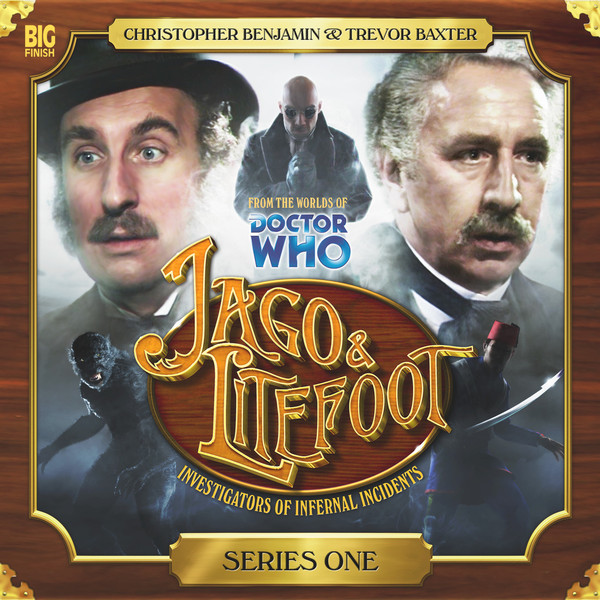 BIG
FINISH
CHRISTOPHER BENJAMIN & TREVOR BAXTER
FROM THE WORLDS OF
DOCTOR
WHO
JAGO &
LITEFOOT
INVESTIGATORS OF INFERNAL INCIDENTS
SERIES ONE